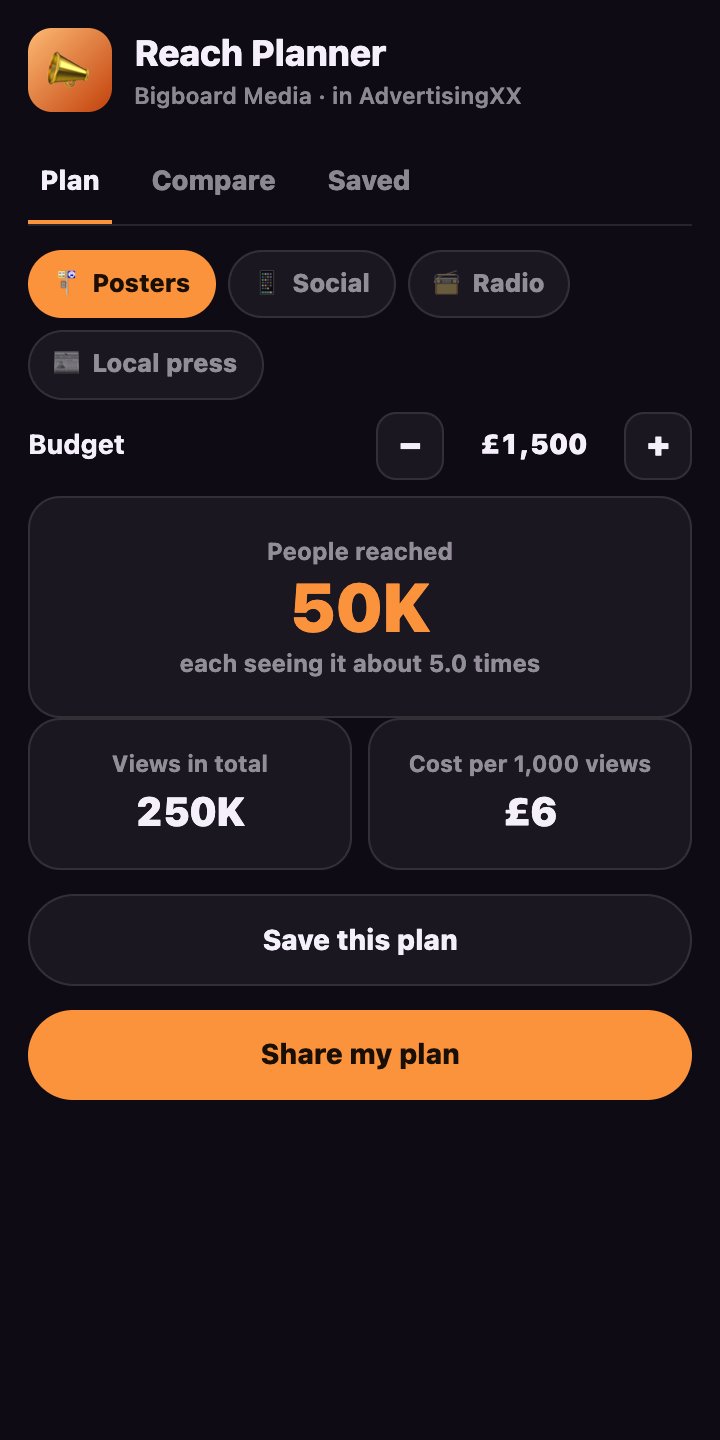 Reach Planner
Bigboard Media · in AdvertisingXX
Plan Compare Saved
Posters Social Radio
Local press
Budget − £1,500 +
People reached
50K
each seeing it about 5.0 times
Views in total Cost per 1,000 views
250K £6
Save this plan
Share my plan